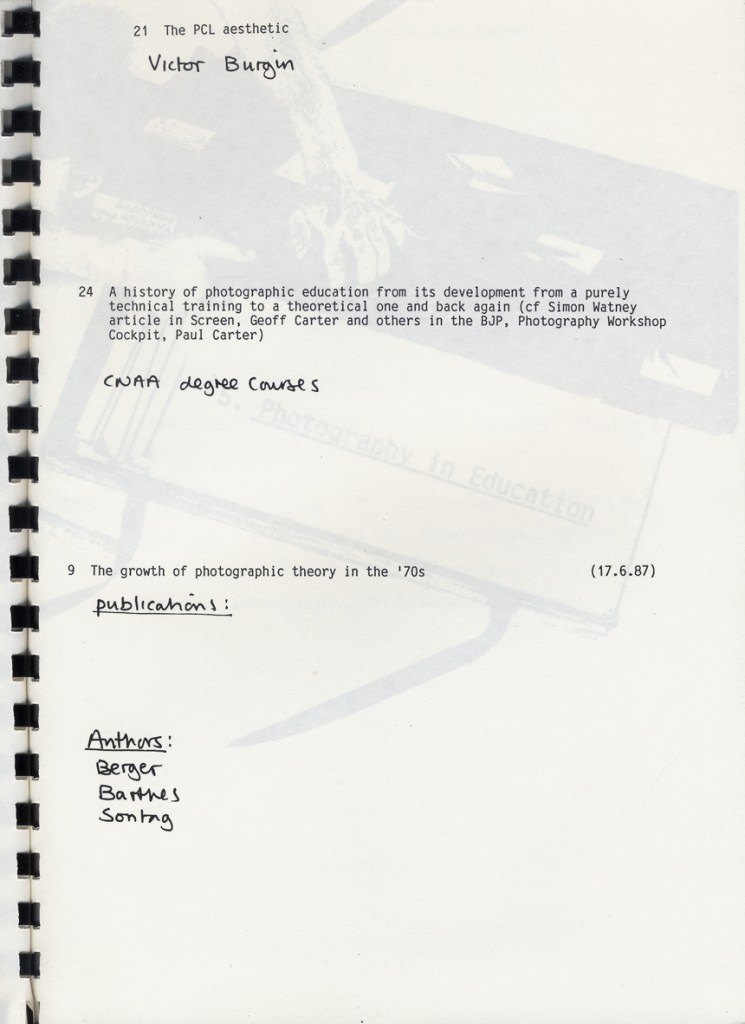 21 The PCL aesthetic
Victor Burgin
24 A history of photographic education from its development from a purely
technical training to a theoretical one and back again (cf Simon Watney
article in Screen, Geoff Carter and others in the BJP, Photography Workshop
Cockpit, Paul Carter)
CNAA degree Courses
5. Photography in Education
9 The growth of photographic theory in the '70s (17.6.87)
publications:
Authors:
Berger
Barthes
Sontag